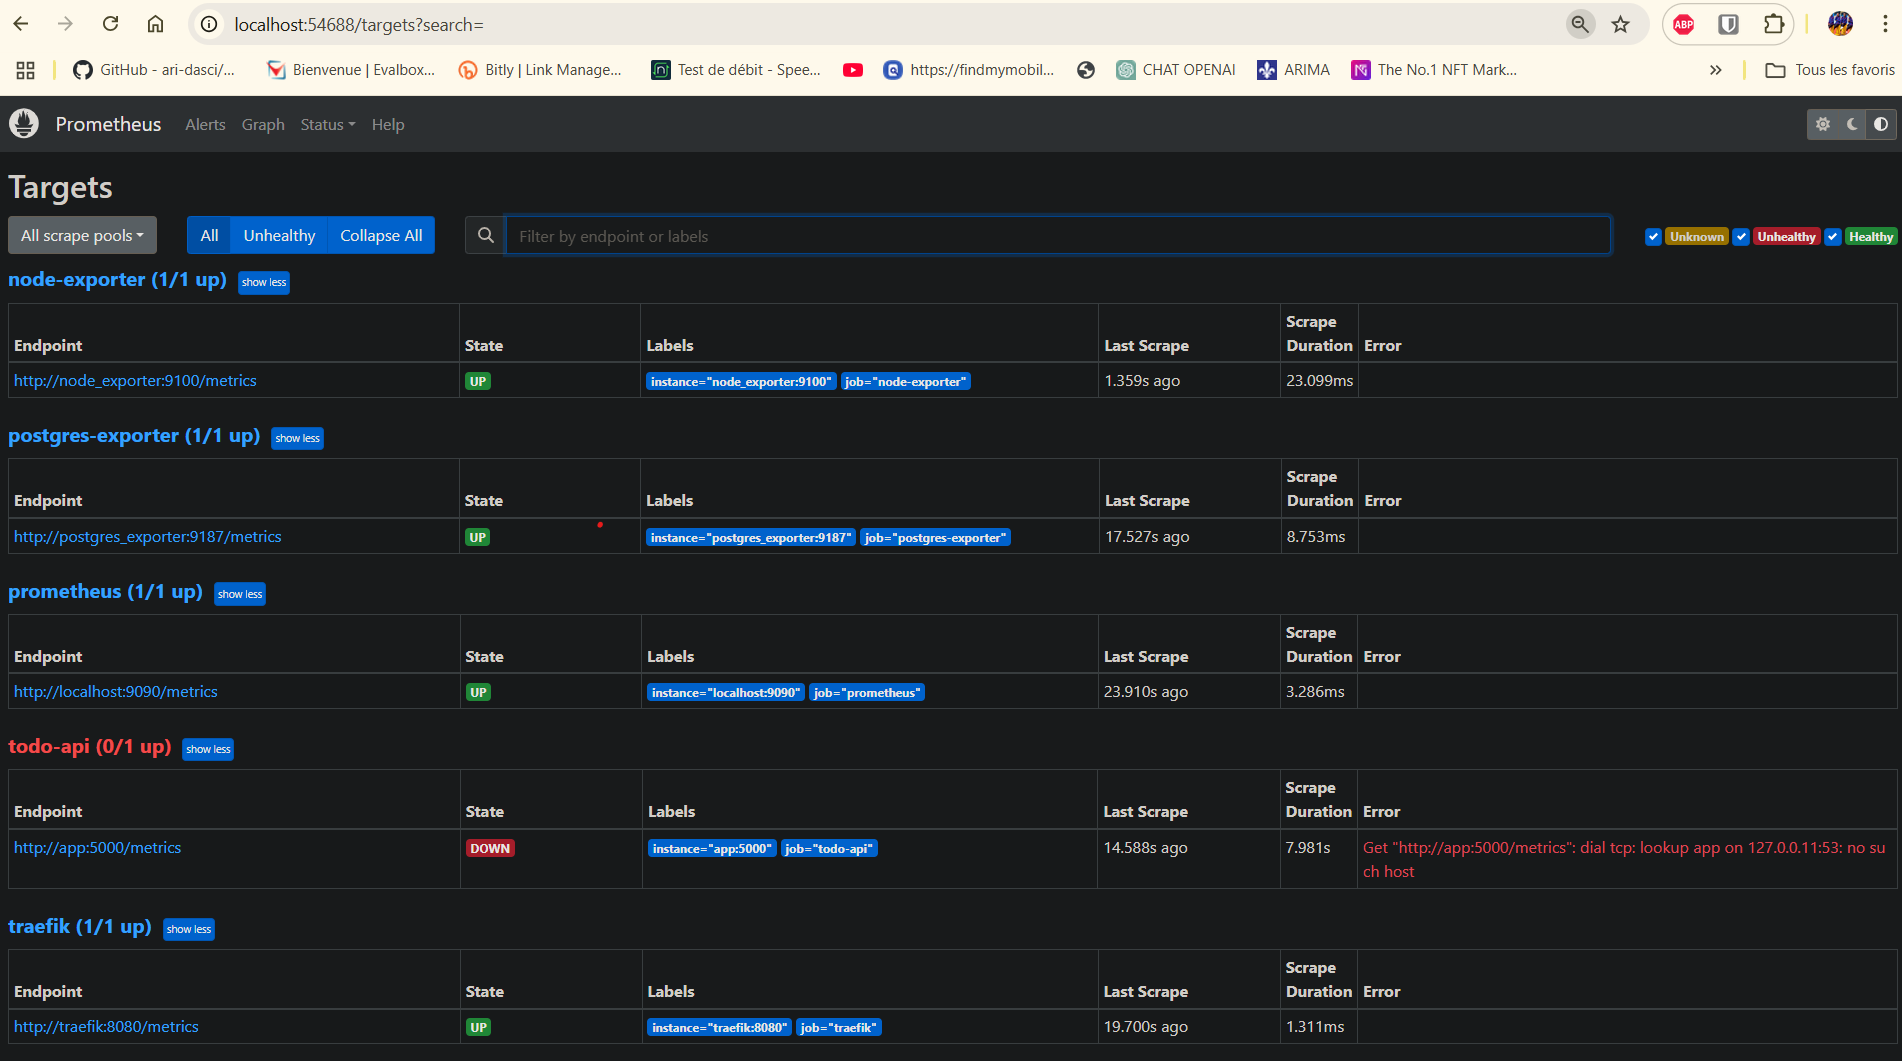 localhost:54688/targets?search=
ABP
GitHub - ari-dasci/...
Bienvenue | Evalbox...
Bitly | Link Manage...
Test de débit - Spee...
https://findmymobil...
CHAT OPENAI
ARIMA
The No.1 NFT Mark...
»
Tous les favoris
Prometheus Alerts Graph Status Help
Targets
All scrape pools
All Unhealthy Collapse All
Filter by endpoint or labels
Unknown Unhealthy Healthy
node-exporter (1/1 up) show less
Endpoint State Labels Last Scrape Scrape Duration Error
http://node_exporter:9100/metrics UP instance="node_exporter:9100" job="node-exporter" 1.359s ago 23.099ms
postgres-exporter (1/1 up) show less
Endpoint State Labels Last Scrape Scrape Duration Error
http://postgres_exporter:9187/metrics UP instance="postgres_exporter:9187" job="postgres-exporter" 17.527s ago 8.753ms
prometheus (1/1 up) show less
Endpoint State Labels Last Scrape Scrape Duration Error
http://localhost:9090/metrics UP instance="localhost:9090" job="prometheus" 23.910s ago 3.286ms
todo-api (0/1 up) show less
Endpoint State Labels Last Scrape Scrape Duration Error
http://app:5000/metrics DOWN instance="app:5000" job="todo-api" 14.588s ago 7.981s Get "http://app:5000/metrics": dial tcp: lookup app on 127.0.0.11:53: no su
ch host
traefik (1/1 up) show less
Endpoint State Labels Last Scrape Scrape Duration Error
http://traefik:8080/metrics UP instance="traefik:8080" job="traefik" 19.700s ago 1.311ms